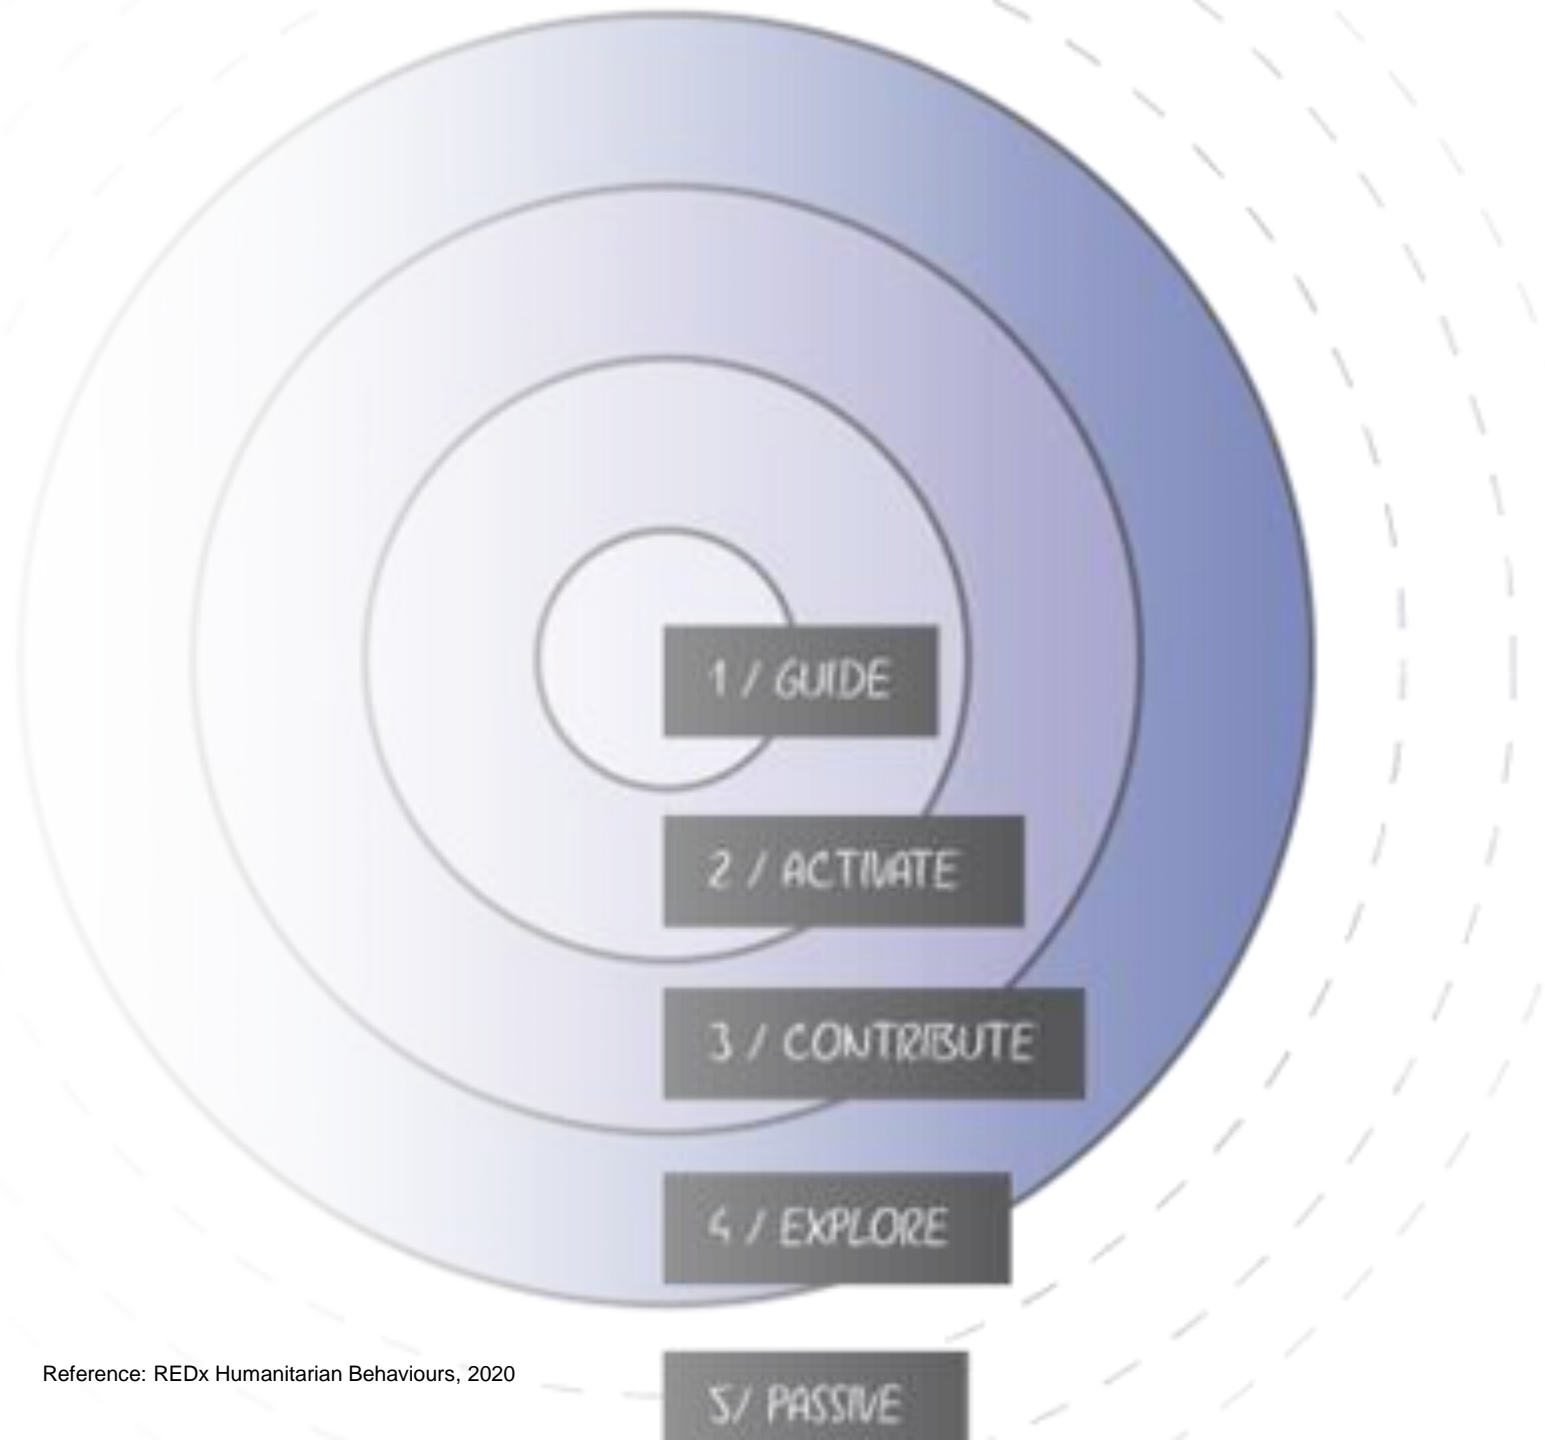 1 / GUIDE
2 / ACTIVATE
3 / CONTRIBUTE
4 / EXPLORE
Reference: REDx Humanitarian Behaviours, 2020
5/ PASSIVE